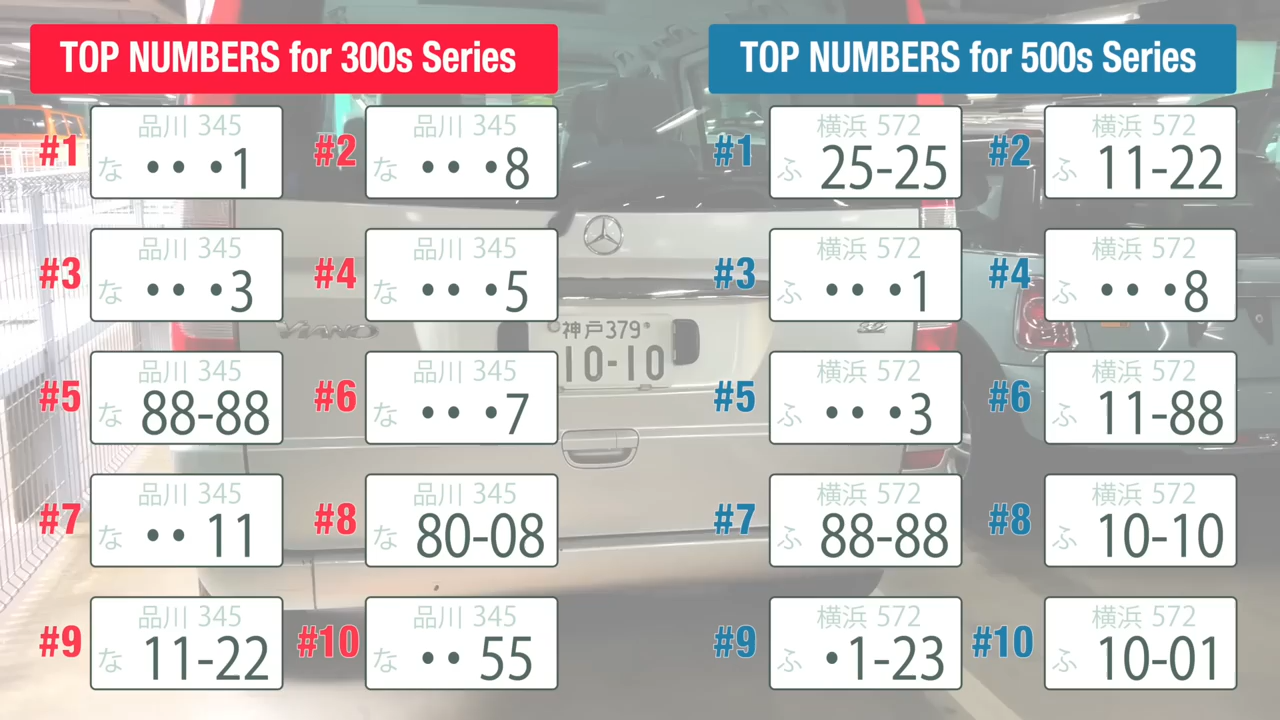 TOP NUMBERS for 300s Series
#1
品川 345
な ・・ ・1
#2
品川 345
な ・・ ・8
#3
品川 345
な ・・ ・3
#4
品川 345
な ・・ ・5
#5
品川 345
な 88-88
#6
品川 345
な ・・ ・7
#7
品川 345
な ・・ 11
#8
品川 345
な 80-08
#9
品川 345
な 11-22
#10
品川 345
な ・・ 55
TOP NUMBERS for 500s Series
#1
横浜 572
ふ 25-25
#2
横浜 572
ふ 11-22
#3
横浜 572
ふ ・・ ・1
#4
横浜 572
ふ ・・ ・8
#5
横浜 572
ふ ・・ ・3
#6
横浜 572
ふ 11-88
#7
横浜 572
ふ 88-88
#8
横浜 572
ふ 10-10
#9
横浜 572
ふ ・1-23
#10
横浜 572
ふ 10-01
VIANO
神戸 379
10-10
3.2